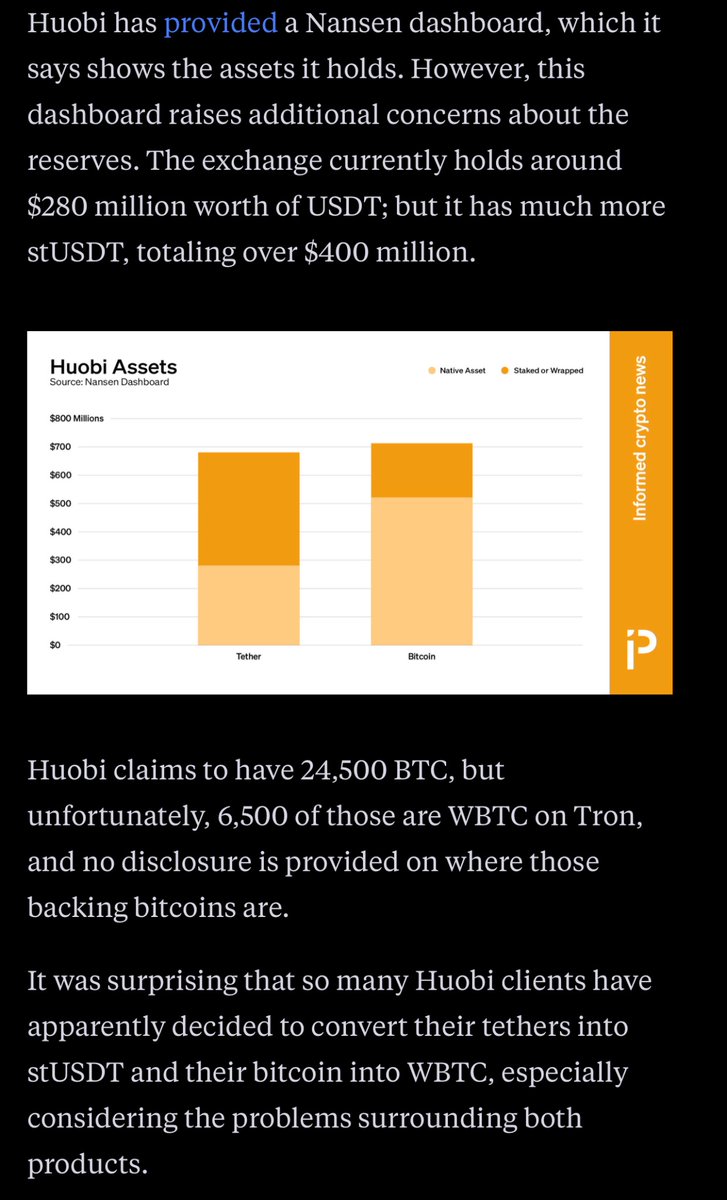 Huobi has provided a Nansen dashboard, which it
says shows the assets it holds. However, this
dashboard raises additional concerns about the
reserves. The exchange currently holds around
$280 million worth of USDT; but it has much more
stUSDT, totaling over $400 million.
Huobi Assets
Source: Nansen Dashboard
Native Asset
Staked or Wrapped
$800 Millions
$700
$600
$500
$400
$300
$200
$100
$0
Tether
Bitcoin
Informed crypto news
Huobi claims to have 24,500 BTC, but
unfortunately, 6,500 of those are WBTC on Tron,
and no disclosure is provided on where those
backing bitcoins are.
It was surprising that so many Huobi clients have
apparently decided to convert their tethers into
stUSDT and their bitcoin into WBTC, especially
considering the problems surrounding both
products.